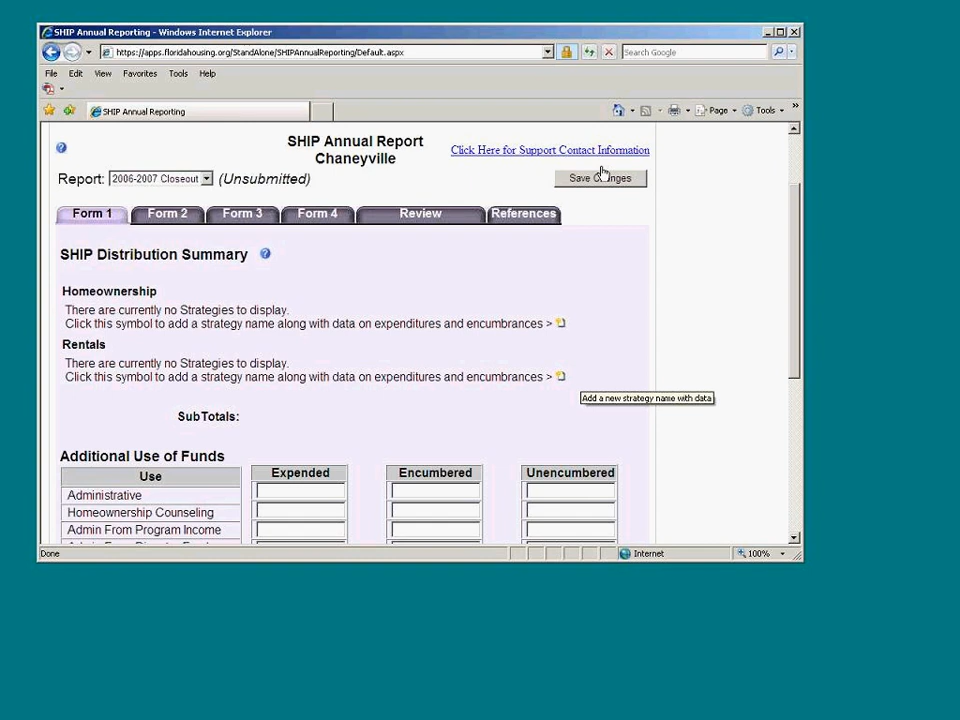 SHIP Annual Reporting - Windows Internet Explorer
https://apps.floridahousing.org/StandAlone/SHIPAnnualReporting/Default.aspx
Search Google
File Edit View Favorites Tools Help
SHIP Annual Reporting
Page Tools
SHIP Annual Report
Chaneyville
Click Here for Support Contact Information
Report: 2006-2007 Closeout (Unsubmitted)
Save Changes
Form 1 Form 2 Form 3 Form 4 Review References
SHIP Distribution Summary
Homeownership
There are currently no Strategies to display.
Click this symbol to add a strategy name along with data on expenditures and encumbrances >
Rentals
There are currently no Strategies to display.
Click this symbol to add a strategy name along with data on expenditures and encumbrances >
Add a new strategy name with data
SubTotals:
Additional Use of Funds
Use Expended Encumbered Unencumbered
Administrative
Homeownership Counseling
Admin From Program Income
Done Internet 100%